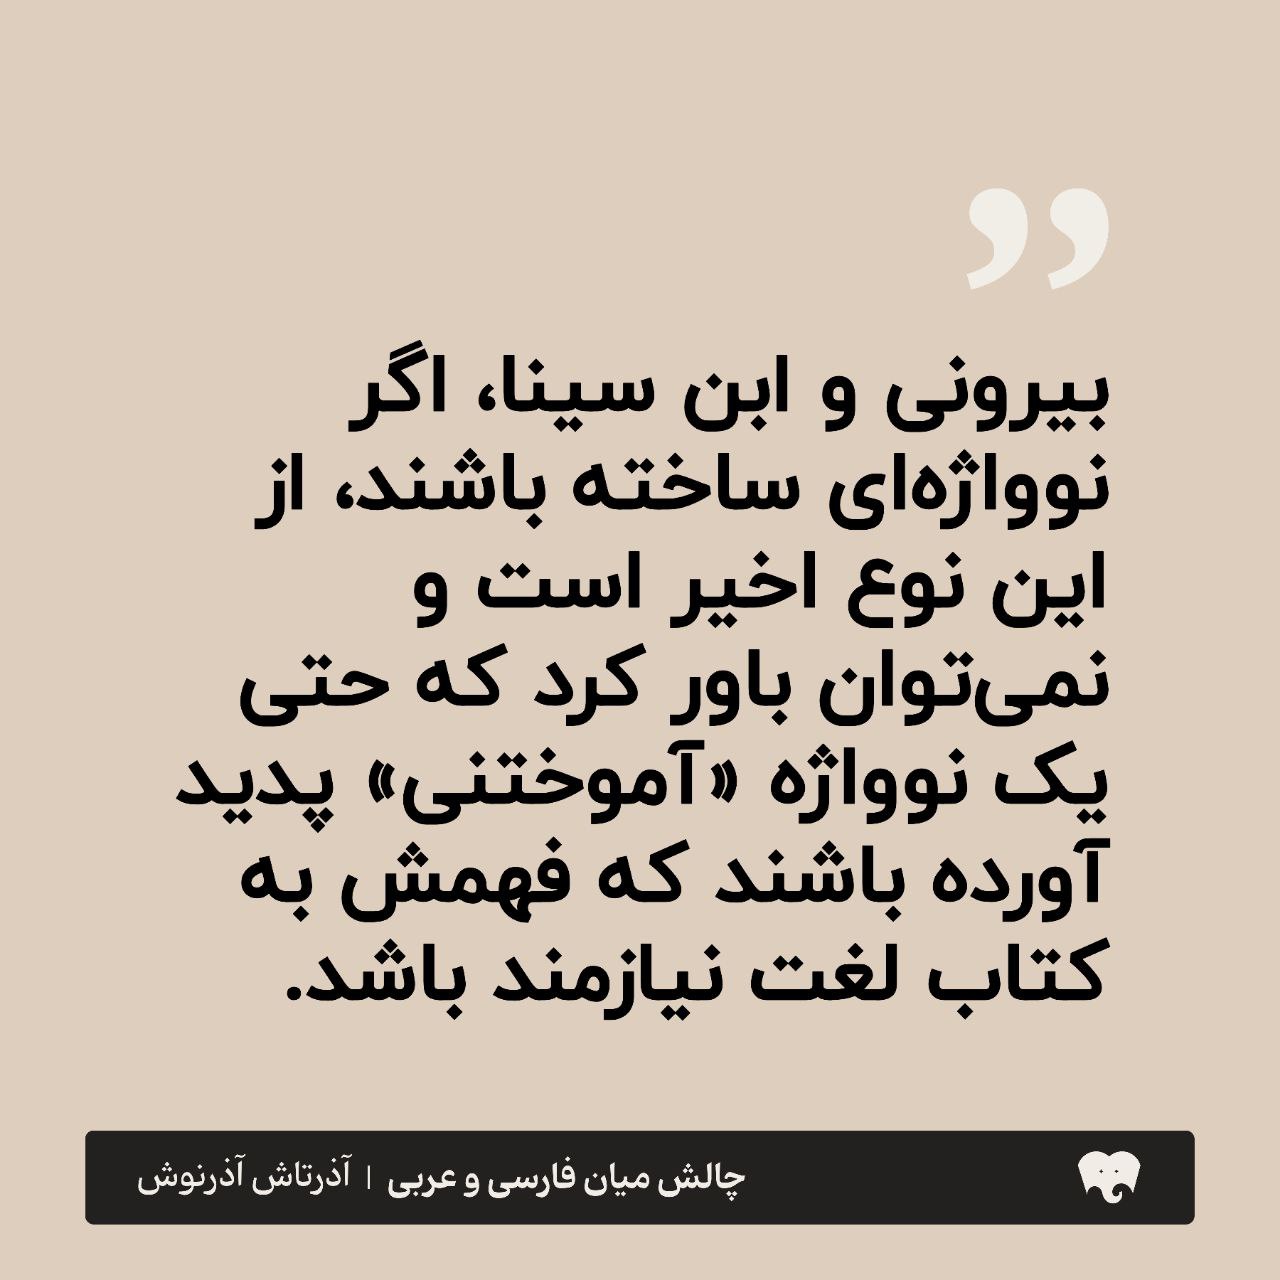 بیرونی و ابن سینا، اگر
نوواژه‌ای ساخته باشند، از
این نوع اخیر است و
نمی‌توان باور کرد که حتی
یک نوواژه «آموختنی» پدید
آورده باشند که فهمش به
کتاب لغت نیازمند باشد.
چالش میان فارسی و عربی | آذرتاش آذرنوش